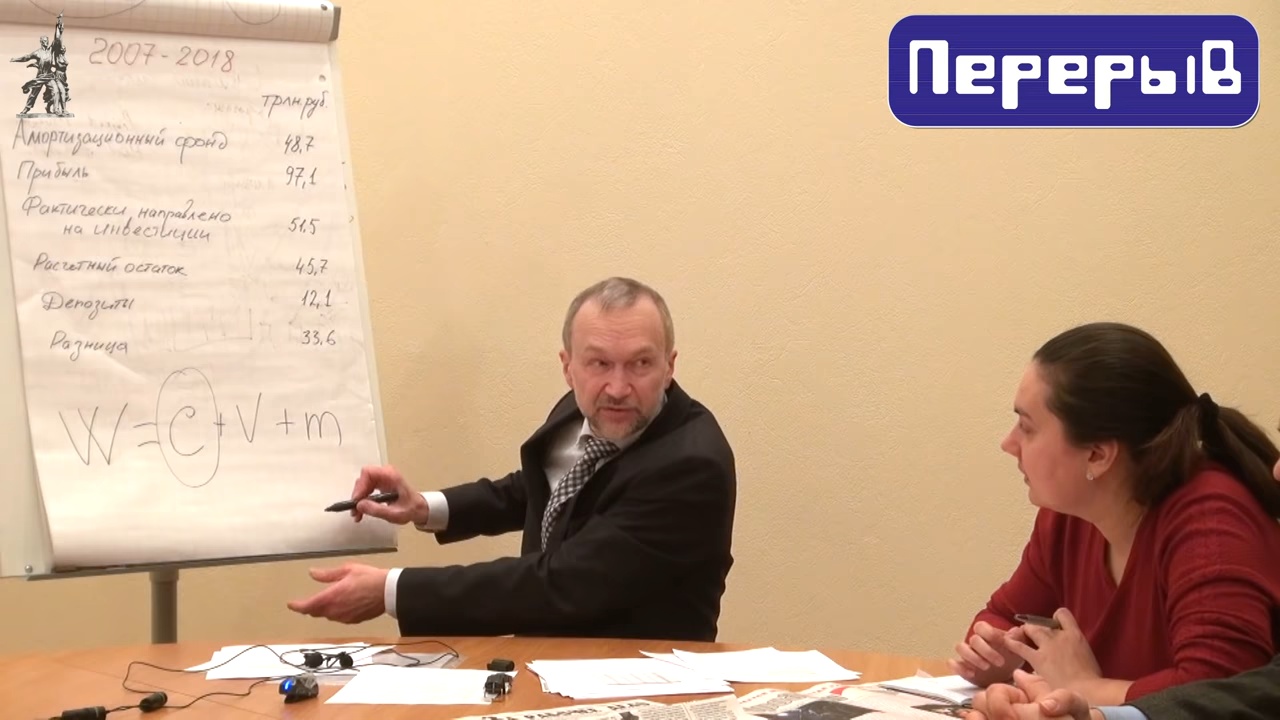 2007-2018
трлн.руб.
Амортизационный фонд 48,7
Прибыль 97,1
Фактически направлено
на инвестиции 51,5
Расчетный остаток 45,7
Депозиты 12,1
Разница 33,6
W = C + V + m
Перерыв